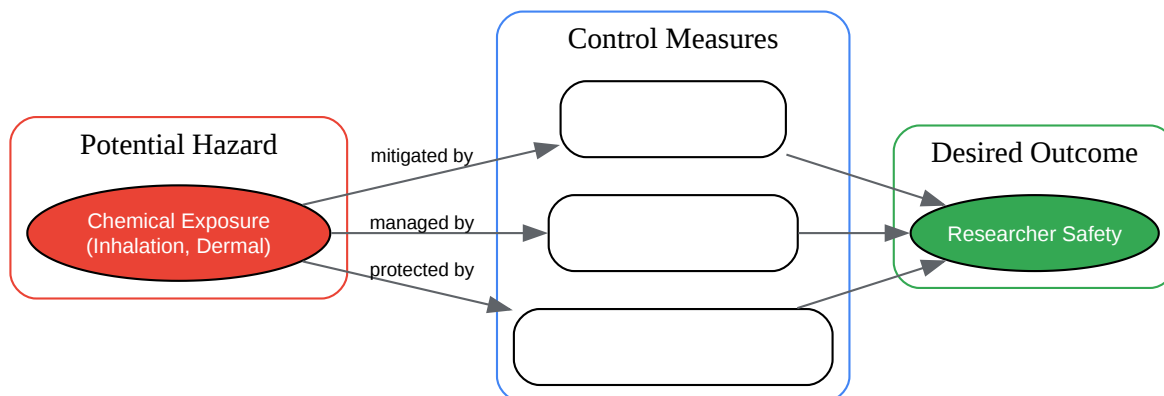 Control Measures
Potential Hazard
Chemical Exposure
(Inhalation, Dermal)
mitigated by
managed by
protected by
Desired Outcome
Researcher Safety